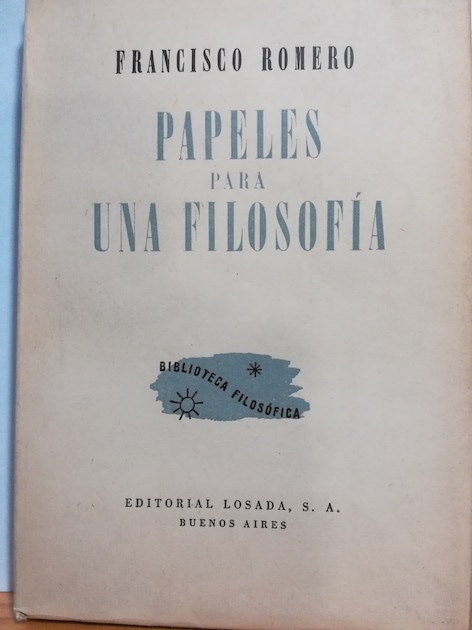 FRANCISCO ROMERO
PAPELES
PARA
UNA FILOSOFÍA
BIBLIOTECA FILOSÓFICA
EDITORIAL LOSADA, S. A.
BUENOS AIRES